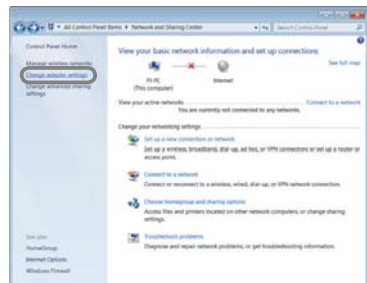 All Control Panel Items ▸ Network and Sharing Center
Search Control Panel
Control Panel Home
Manage wireless networks
Change adapter settings
Change advanced sharing
settings
View your basic network information and set up connections
See full map
(This computer)
Internet
View your active networks
Connect to a network
You are currently not connected to any networks.
Change your networking settings
Set up a new connection or network
Set up a wireless, broadband, dial-up, ad hoc, or VPN connection; or set up a router or
access point.
Connect to a network
Connect or reconnect to a wireless, wired, dial-up, or VPN network connection.
Choose homegroup and sharing options
Access files and printers located on other network computers, or change sharing
settings.
Troubleshoot problems
Diagnose and repair network problems, or get troubleshooting information.
See also
HomeGroup
Internet Options
Windows Firewall